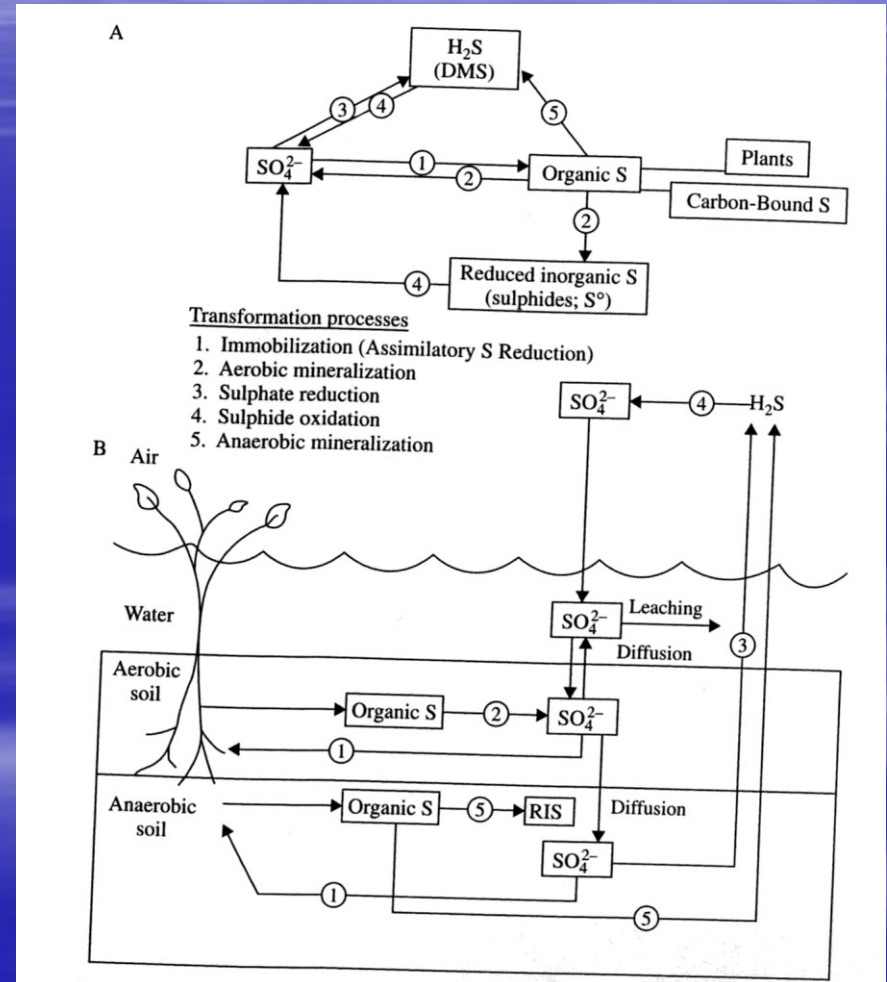 A
H₂S
(DMS)
3
4
5
SO₄²⁻
1
2
Organic S
Plants
Carbon-Bound S
2
4
Reduced inorganic S
(sulphides; S°)
Transformation processes
1. Immobilization (Assimilatory S Reduction)
2. Aerobic mineralization
3. Sulphate reduction
4. Sulphide oxidation
5. Anaerobic mineralization
SO₄²⁻
4
H₂S
B
Air
Water
SO₄²⁻
Leaching
Diffusion
3
Aerobic
soil
Organic S
2
SO₄²⁻
1
Anaerobic
soil
Organic S
5
RIS
Diffusion
SO₄²⁻
1
5